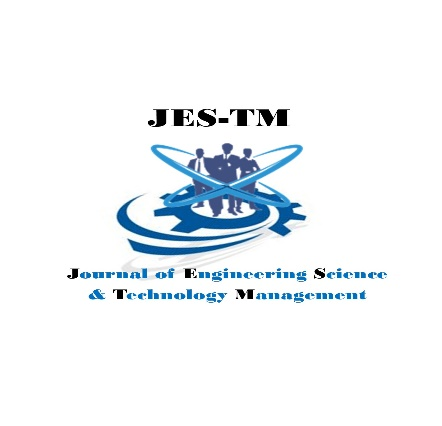 JES-TM
Journal of Engineering Science
& Technology Management